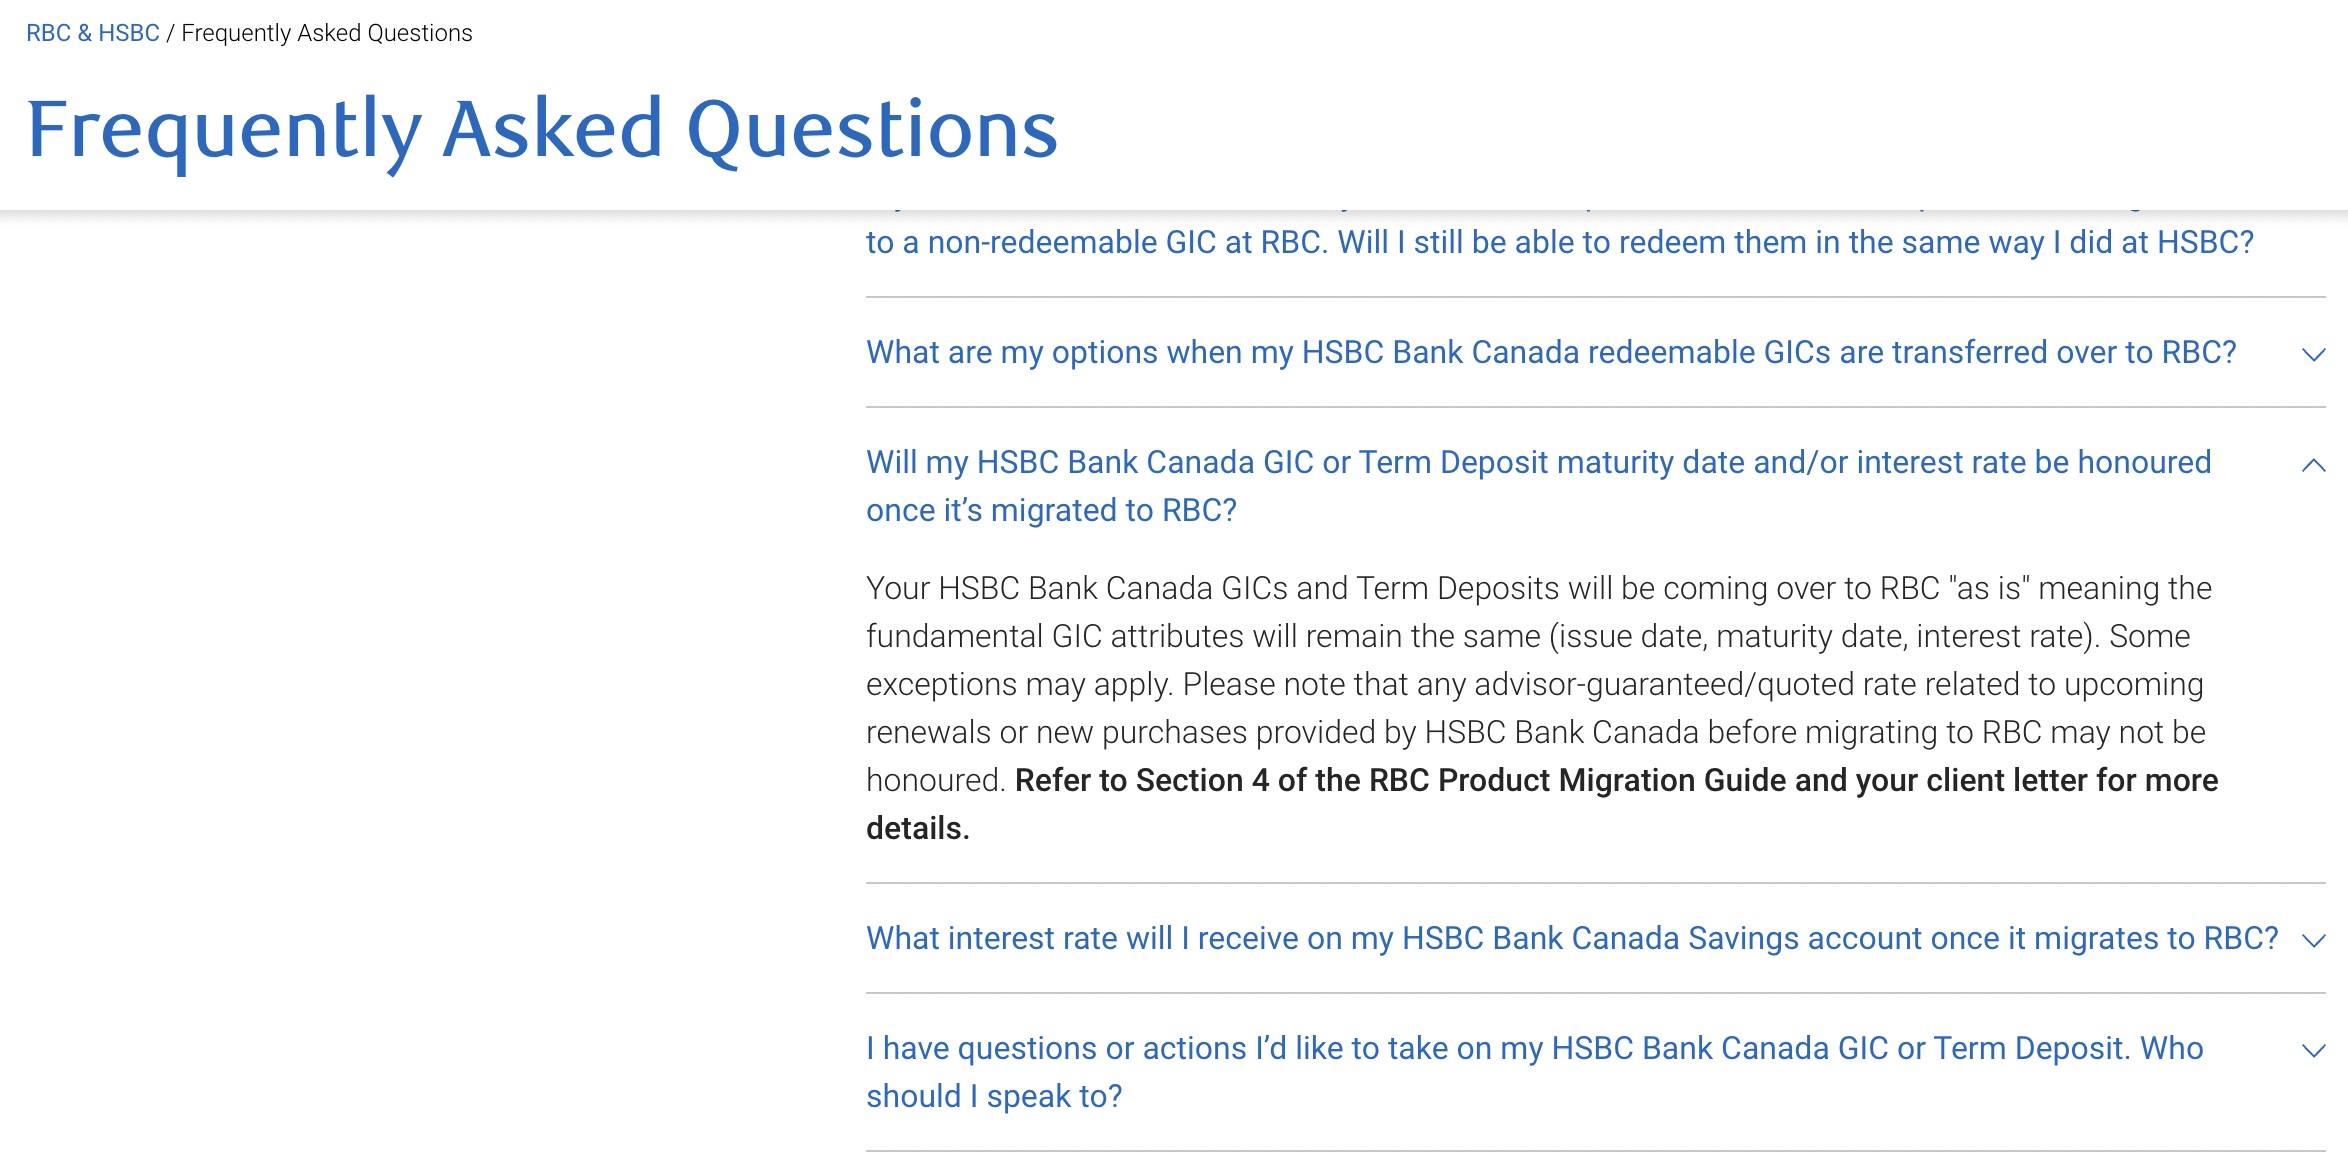 RBC & HSBC / Frequently Asked Questions
Frequently Asked Questions
to a non-redeemable GIC at RBC. Will I still be able to redeem them in the same way I did at HSBC?
What are my options when my HSBC Bank Canada redeemable GICs are transferred over to RBC?
Will my HSBC Bank Canada GIC or Term Deposit maturity date and/or interest rate be honoured
once it’s migrated to RBC?
Your HSBC Bank Canada GICs and Term Deposits will be coming over to RBC "as is" meaning the
fundamental GIC attributes will remain the same (issue date, maturity date, interest rate). Some
exceptions may apply. Please note that any advisor-guaranteed/quoted rate related to upcoming
renewals or new purchases provided by HSBC Bank Canada before migrating to RBC may not be
honoured. Refer to Section 4 of the RBC Product Migration Guide and your client letter for more
details.
What interest rate will I receive on my HSBC Bank Canada Savings account once it migrates to RBC?
I have questions or actions I’d like to take on my HSBC Bank Canada GIC or Term Deposit. Who
should I speak to?